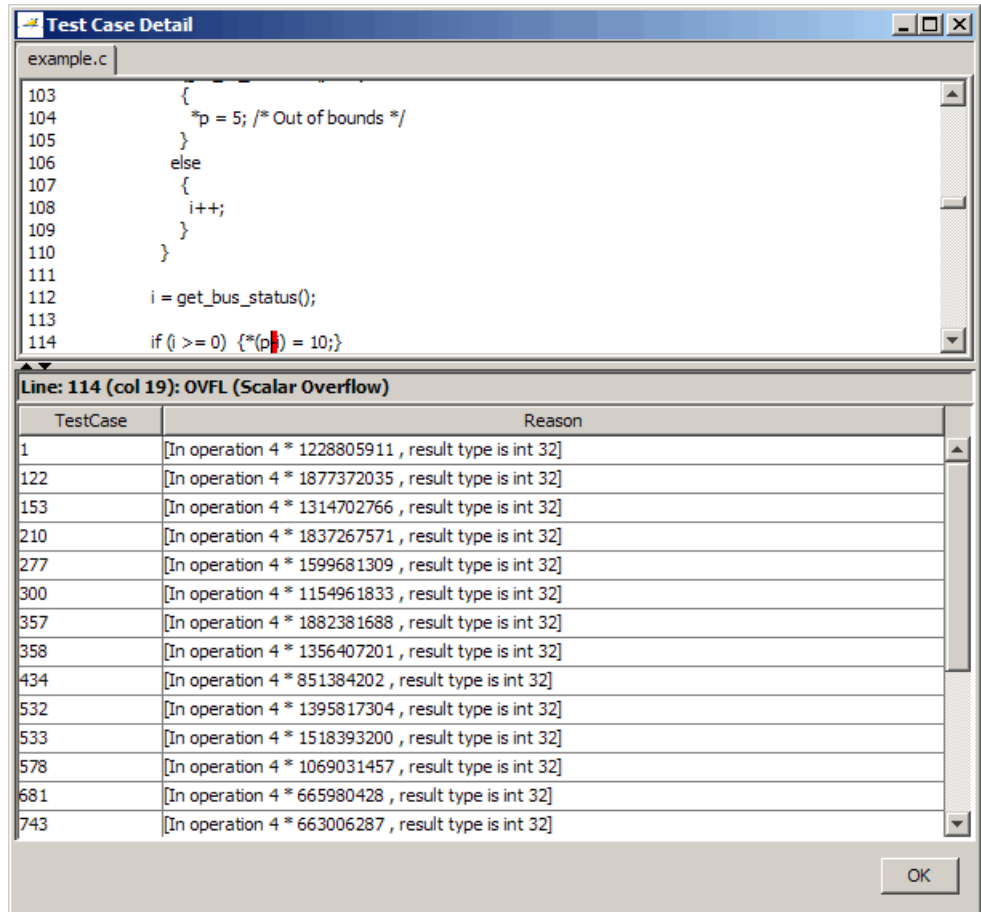 Test Case Detail
example.c
103 {
104 *p = 5; /* Out of bounds */
105 }
106 else
107 {
108 i++;
109 }
110 }
111
112 i = get_bus_status();
113
114 if (i >= 0) {*(p-i) = 10;}
Line: 114 (col 19): OVFL (Scalar Overflow)
TestCase Reason
1 [In operation 4 * 1228805911 , result type is int 32]
122 [In operation 4 * 1877372035 , result type is int 32]
153 [In operation 4 * 1314702766 , result type is int 32]
210 [In operation 4 * 1837267571 , result type is int 32]
277 [In operation 4 * 1599681309 , result type is int 32]
300 [In operation 4 * 1154961833 , result type is int 32]
357 [In operation 4 * 1882381688 , result type is int 32]
358 [In operation 4 * 1356407201 , result type is int 32]
434 [In operation 4 * 851384202 , result type is int 32]
532 [In operation 4 * 1395817304 , result type is int 32]
533 [In operation 4 * 1518393200 , result type is int 32]
578 [In operation 4 * 1069031457 , result type is int 32]
681 [In operation 4 * 665980428 , result type is int 32]
743 [In operation 4 * 663006287 , result type is int 32]
OK